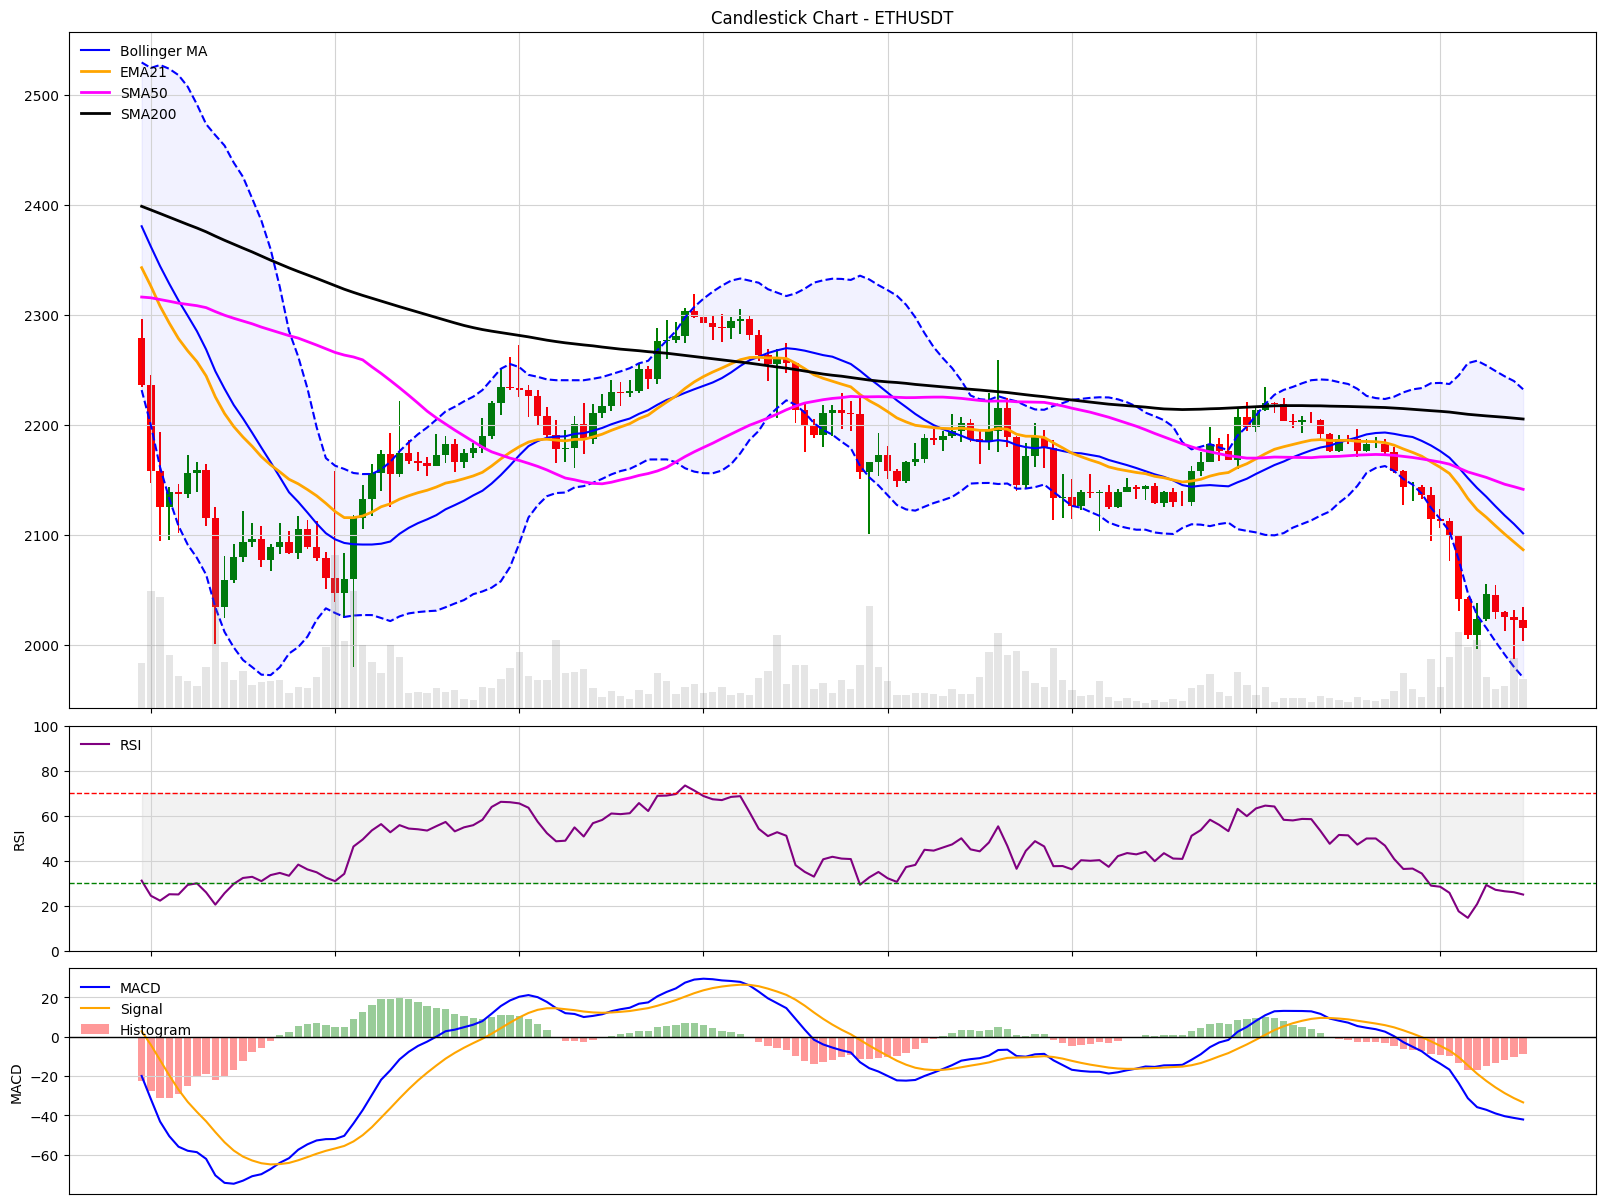 Candlestick Chart - ETHUSDT
Bollinger MA
EMA21
SMA50
SMA200
2500
2400
2300
2200
2100
2000
RSI
RSI
100
80
60
40
20
0
MACD
Signal
Histogram
MACD
20
0
−20
−40
−60